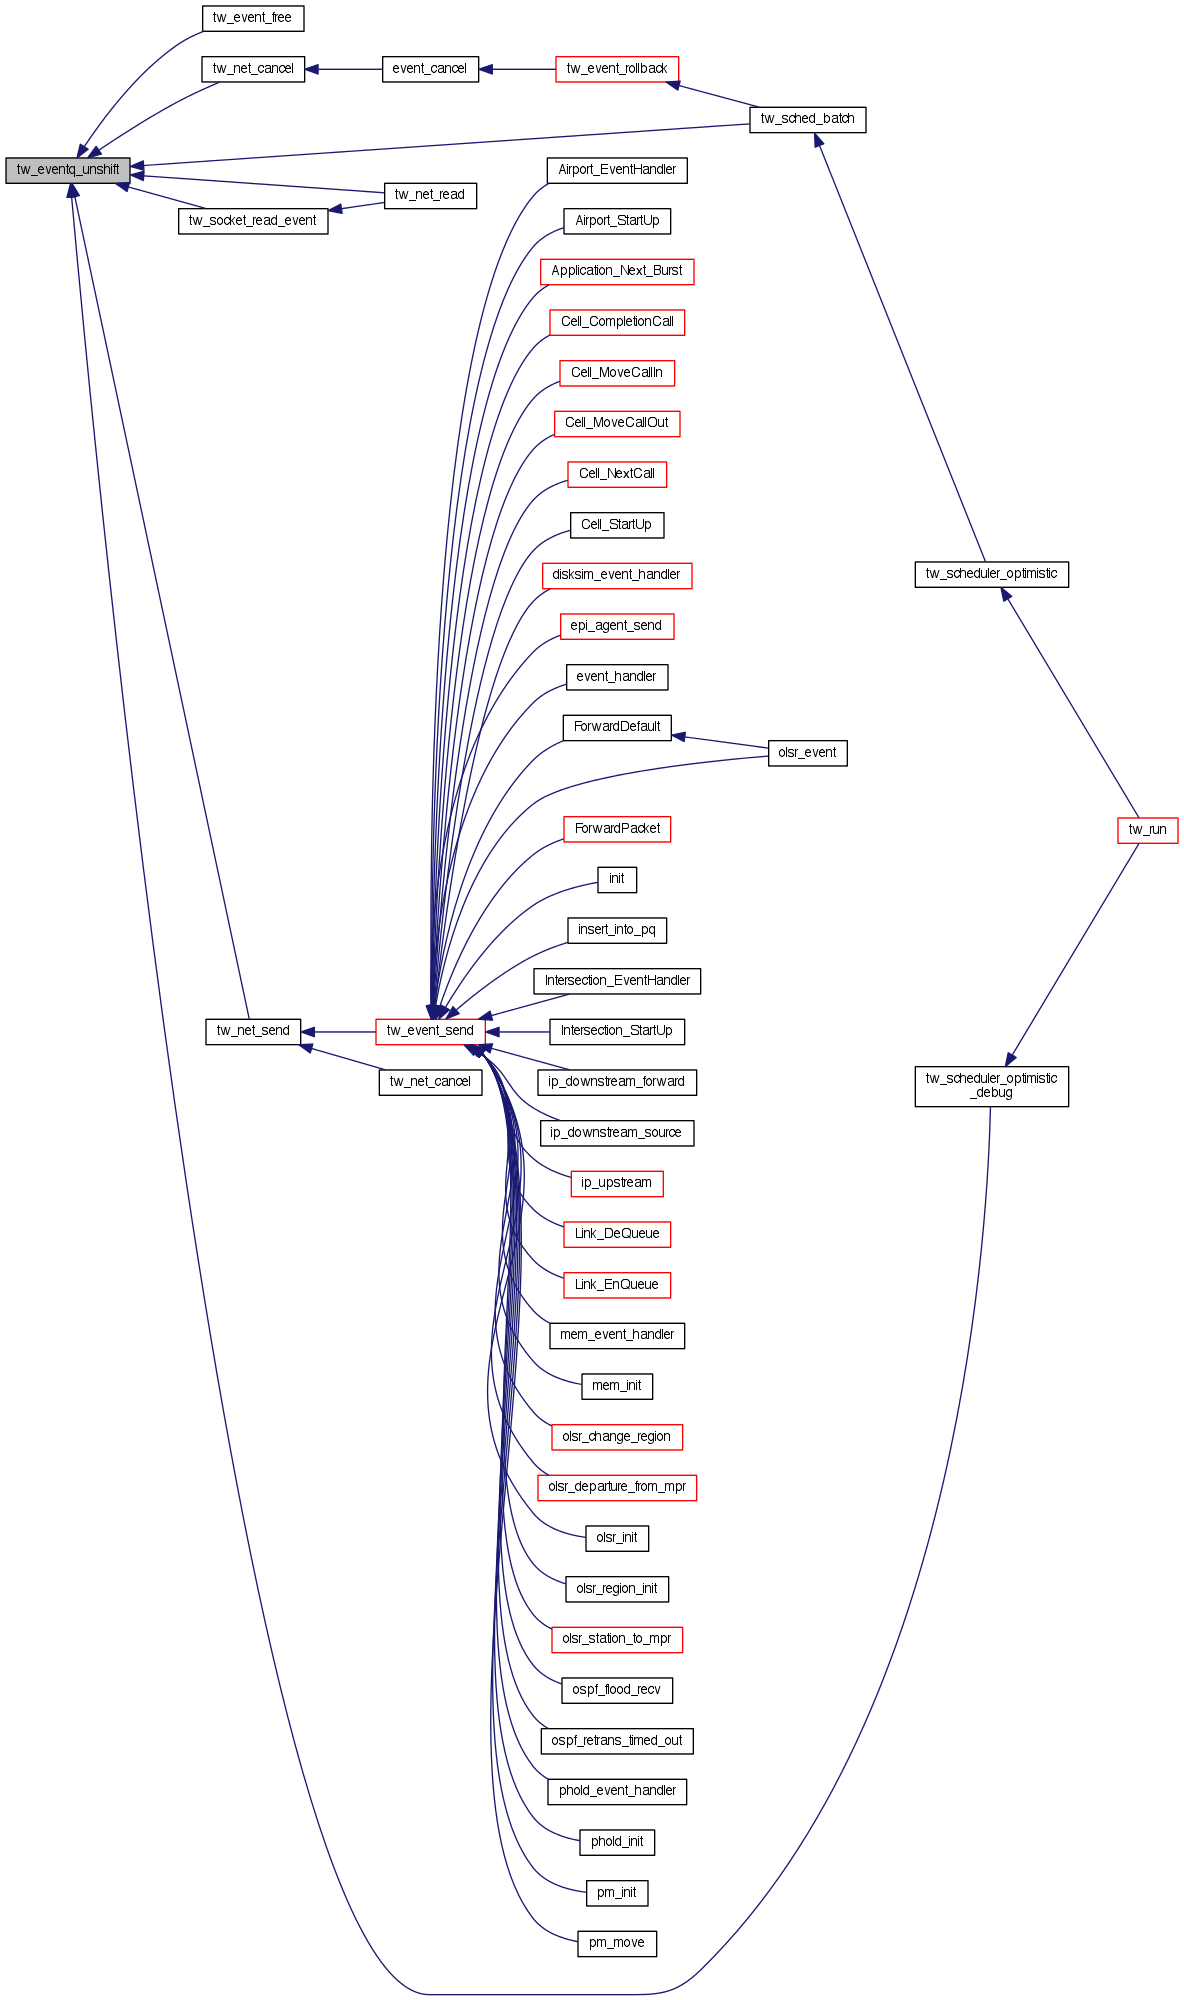 tw_event_free
tw_net_cancel
event_cancel
tw_event_rollback
tw_sched_batch
tw_eventq_unshift
Airport_EventHandler
tw_net_read
tw_socket_read_event
Airport_StartUp
Application_Next_Burst
Cell_CompletionCall
Cell_MoveCallIn
Cell_MoveCallOut
Cell_NextCall
Cell_StartUp
disksim_event_handler
tw_scheduler_optimistic
epi_agent_send
event_handler
ForwardDefault
olsr_event
ForwardPacket
tw_run
init
insert_into_pq
Intersection_EventHandler
tw_net_send
tw_event_send
Intersection_StartUp
tw_net_cancel
ip_downstream_forward
tw_scheduler_optimistic
_debug
ip_downstream_source
ip_upstream
Link_DeQueue
Link_EnQueue
mem_event_handler
mem_init
olsr_change_region
olsr_departure_from_mpr
olsr_init
olsr_region_init
olsr_station_to_mpr
ospf_flood_recv
ospf_retrans_timed_out
phold_event_handler
phold_init
pm_init
pm_move